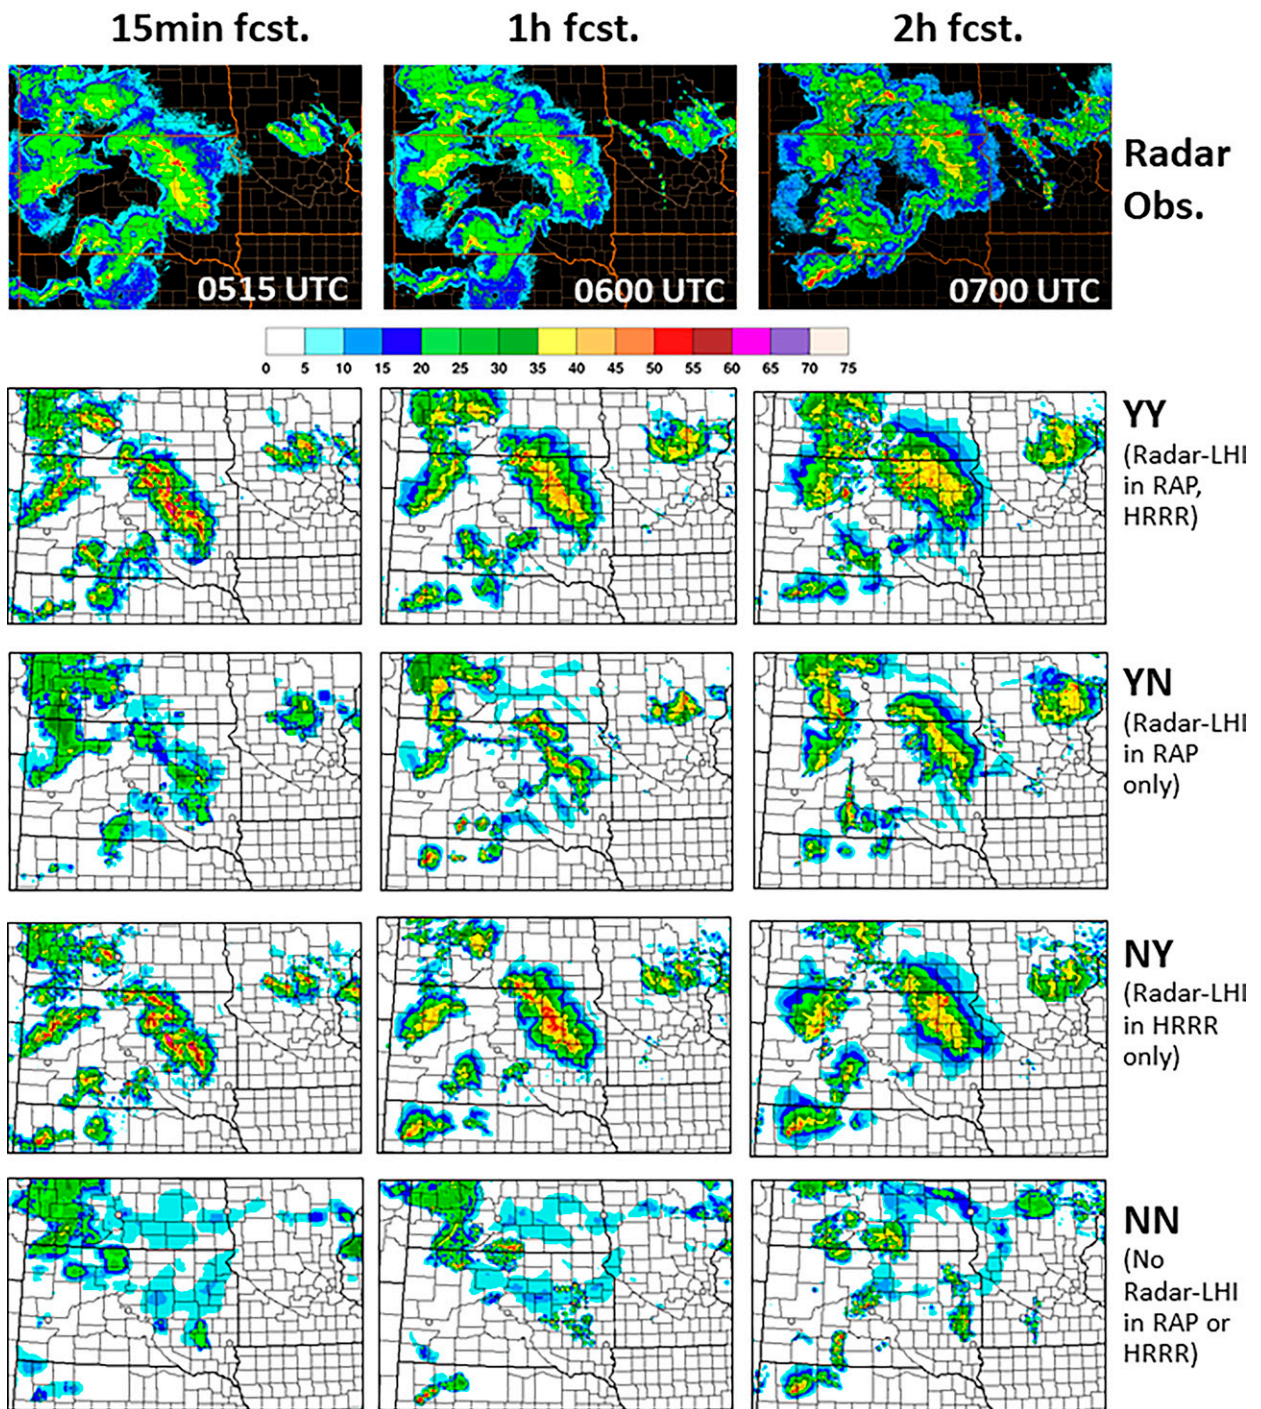 15min fcst. 1h fcst. 2h fcst.
Radar
Obs.
0515 UTC 0600 UTC 0700 UTC
0 5 10 15 20 25 30 35 40 45 50 55 60 65 70 75
YY
(Radar-LHI
in RAP,
HRRR)
YN
(Radar-LHI
in RAP
only)
NY
(Radar-LHI
in HRRR
only)
NN
(No
Radar-LHI
in RAP or
HRRR)